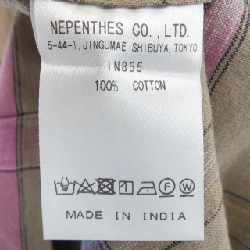 NEPENTHES CO., LTD.
5-44-1, JINGUMAE SHIBUYA, TOKYO
IN855
100% COTTON
MADE IN INDIA